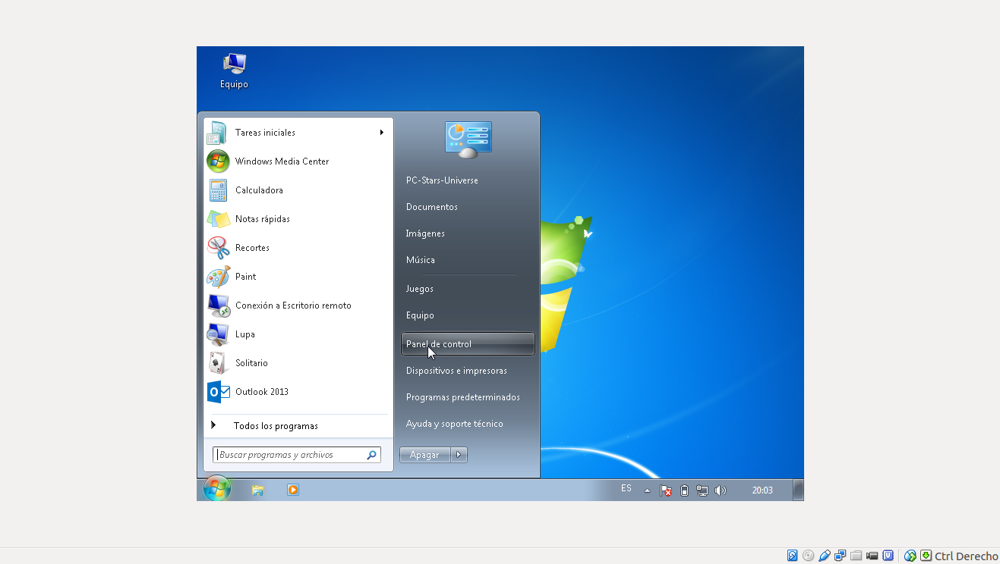 Equipo
Tareas iniciales
Windows Media Center
Calculadora
Notas rápidas
Recortes
Paint
Conexión a Escritorio remoto
Lupa
Solitario
Outlook 2013
Todos los programas
Buscar programas y archivos
PC-Stars-Universe
Documentos
Imágenes
Música
Juegos
Equipo
Panel de control
Dispositivos e impresoras
Programas predeterminados
Ayuda y soporte técnico
Apagar
ES
20:03
Ctrl Derecho